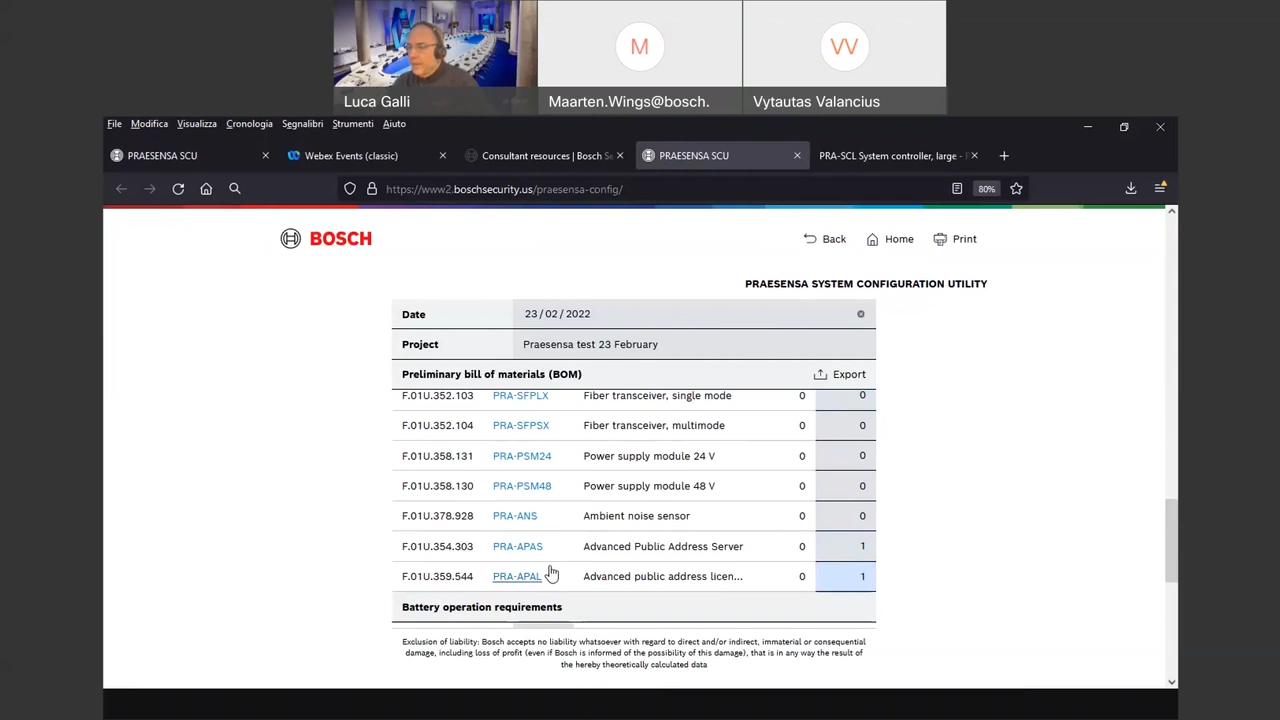 M
VV
Luca Galli
Maarten.Wings@bosch.
Vytautas Valancius
File Modifica Visualizza Cronologia Segnalibri Strumenti Aiuto
PRAESENSA SCU
Webex Events (classic)
Consultant resources | Bosch Se
PRAESENSA SCU
PRA-SCL System controller, large - P
https://www2.boschsecurity.us/praesensa-config/
80%
BOSCH
Back Home Print
PRAESENSA SYSTEM CONFIGURATION UTILITY
Date 23/02/2022
Project Praesensa test 23 February
Preliminary bill of materials (BOM) Export
F.01U.352.103 PRA-SFPLX Fiber transceiver, single mode 0 0
F.01U.352.104 PRA-SFPSX Fiber transceiver, multimode 0 0
F.01U.358.131 PRA-PSM24 Power supply module 24 V 0 0
F.01U.358.130 PRA-PSM48 Power supply module 48 V 0 0
F.01U.378.928 PRA-ANS Ambient noise sensor 0 0
F.01U.354.303 PRA-APAS Advanced Public Address Server 0 1
F.01U.359.544 PRA-APAL Advanced public address licen... 0 1
Battery operation requirements
Exclusion of liability: Bosch accepts no liability whatsoever with regard to direct and/or indirect, immaterial or consequential
damage, including loss of profit (even if Bosch is informed of the possibility of this damage), that is in any way the result of
the hereby theoretically calculated data